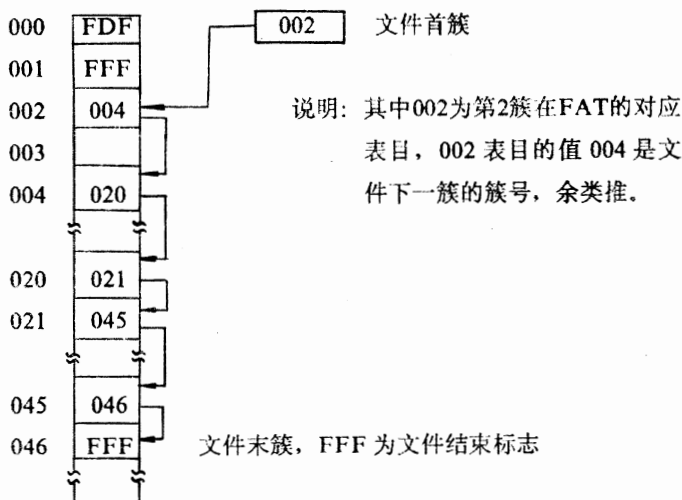 000 FDF 002 文件首簇
001 FFF
002 004 说明: 其中002为第2簇在FAT的对应
003 表目，002 表目的值 004 是文
004 020 件下一簇的簇号，余类推。
020 021
021 045
045 046
046 FFF 文件末簇，FFF 为文件结束标志